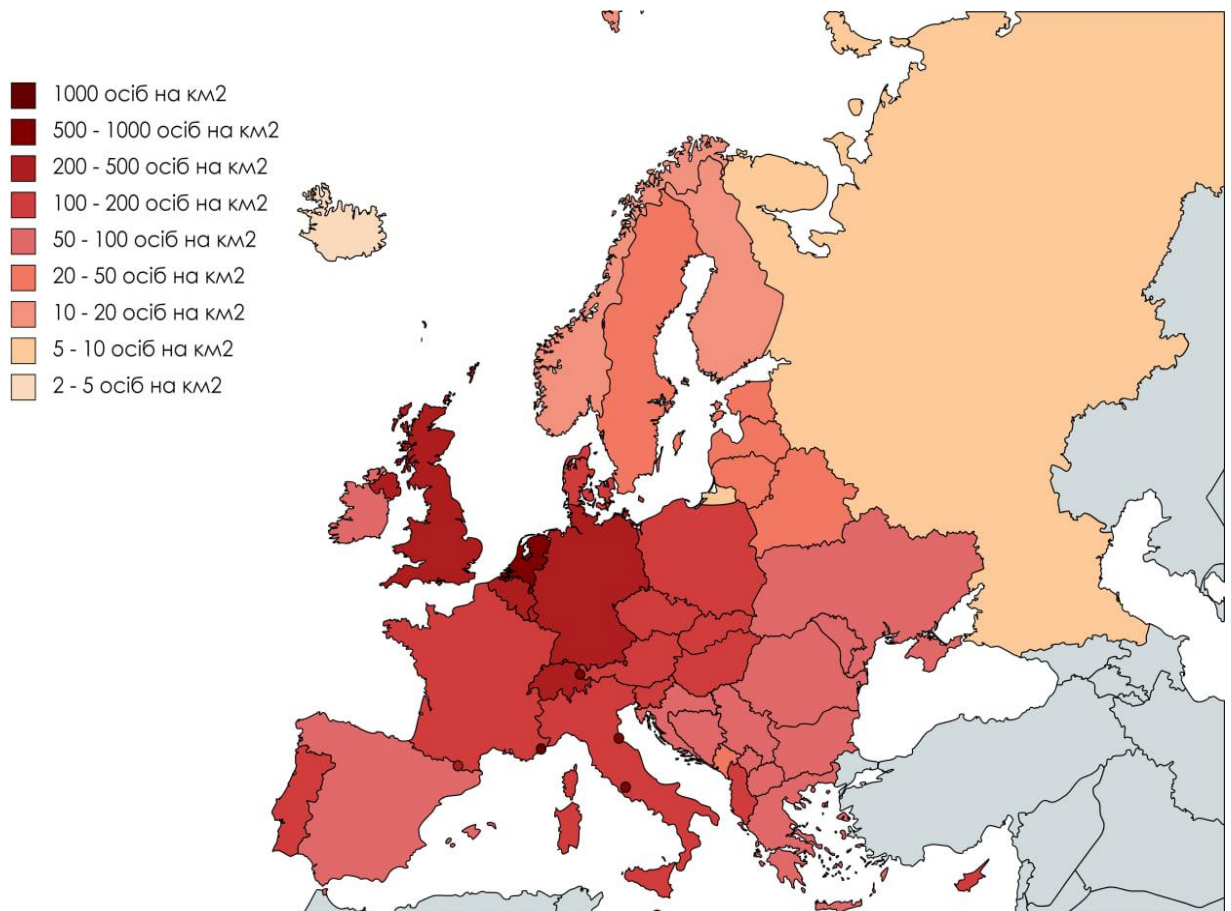 1000 осіб на км2
500 - 1000 осіб на км2
200 - 500 осіб на км2
100 - 200 осіб на км2
50 - 100 осіб на км2
20 - 50 осіб на км2
10 - 20 осіб на км2
5 - 10 осіб на км2
2 - 5 осіб на км2